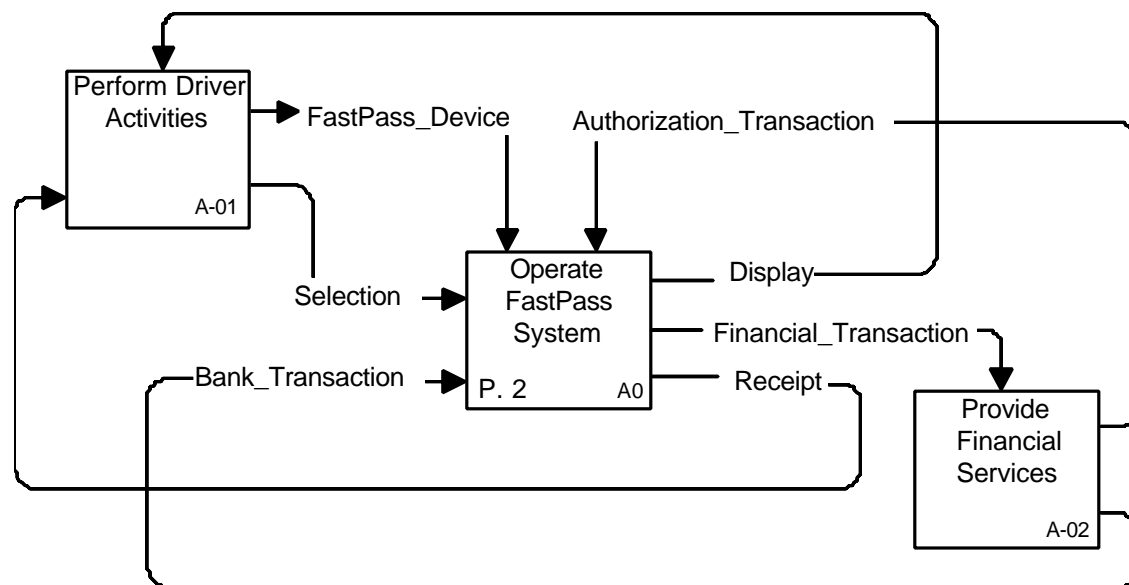 Perform Driver
Activities
A-01
FastPass_Device
Authorization_Transaction
Selection
Operate
FastPass
System
P. 2
A0
Display
Financial_Transaction
Bank_Transaction
Receipt
Provide
Financial
Services
A-02